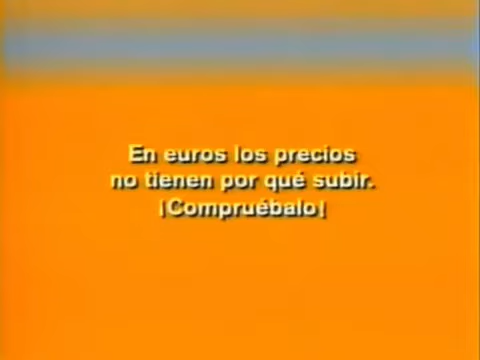 En euros los precios
no tienen por qué subir.
¡Compruébalo!